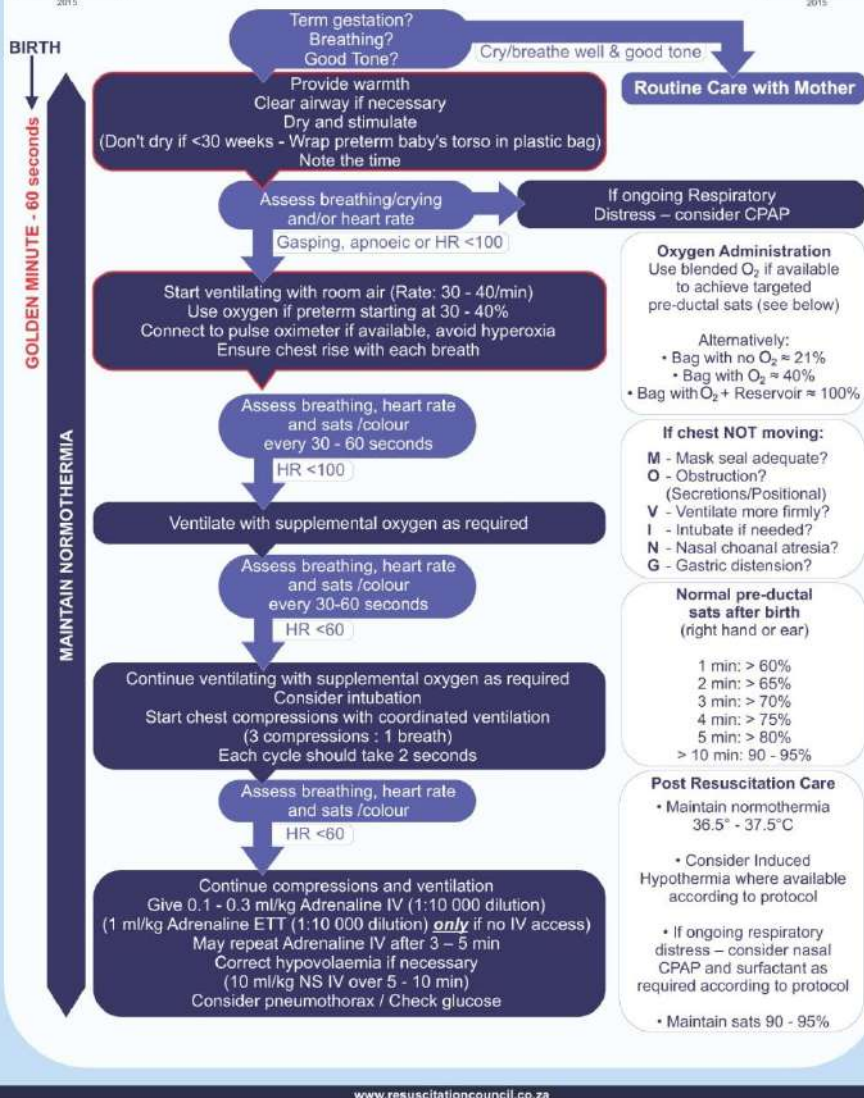 2015
2015
BIRTH
GOLDEN MINUTE - 60 seconds
MAINTAIN NORMOTHERMIA
Term gestation?
Breathing?
Good Tone?
Cry/breathe well & good tone
Routine Care with Mother
Provide warmth
Clear airway if necessary
Dry and stimulate
(Don't dry if <30 weeks - Wrap preterm baby's torso in plastic bag)
Note the time
Assess breathing/crying
and/or heart rate
If ongoing Respiratory
Distress – consider CPAP
Gasping, apnoeic or HR <100
Start ventilating with room air (Rate: 30 - 40/min)
Use oxygen if preterm starting at 30 - 40%
Connect to pulse oximeter if available, avoid hyperoxia
Ensure chest rise with each breath
Assess breathing, heart rate
and sats /colour
every 30 - 60 seconds
HR <100
Ventilate with supplemental oxygen as required
Assess breathing, heart rate
and sats /colour
every 30-60 seconds
HR <60
Continue ventilating with supplemental oxygen as required
Consider intubation
Start chest compressions with coordinated ventilation
(3 compressions : 1 breath)
Each cycle should take 2 seconds
Assess breathing, heart rate
and sats /colour
HR <60
Continue compressions and ventilation
Give 0.1 - 0.3 ml/kg Adrenaline IV (1:10 000 dilution)
(1 ml/kg Adrenaline ETT (1:10 000 dilution) only if no IV access)
May repeat Adrenaline IV after 3 – 5 min
Correct hypovolaemia if necessary
(10 ml/kg NS IV over 5 - 10 min)
Consider pneumothorax / Check glucose
Oxygen Administration
Use blended O₂ if available
to achieve targeted
pre-ductal sats (see below)
Alternatively:
• Bag with no O₂ ≈ 21%
• Bag with O₂ ≈ 40%
• Bag with O₂ + Reservoir ≈ 100%
If chest NOT moving:
M - Mask seal adequate?
O - Obstruction?
(Secretions/Positional)
V - Ventilate more firmly?
I - Intubate if needed?
N - Nasal choanal atresia?
G - Gastric distension?
Normal pre-ductal
sats after birth
(right hand or ear)
1 min: > 60%
2 min: > 65%
3 min: > 70%
4 min: > 75%
5 min: > 80%
> 10 min: 90 - 95%
Post Resuscitation Care
• Maintain normothermia
36.5° - 37.5°C
• Consider Induced
Hypothermia where available
according to protocol
• If ongoing respiratory
distress – consider nasal
CPAP and surfactant as
required according to protocol
• Maintain sats 90 - 95%
www.resuscitationcouncil.co.za